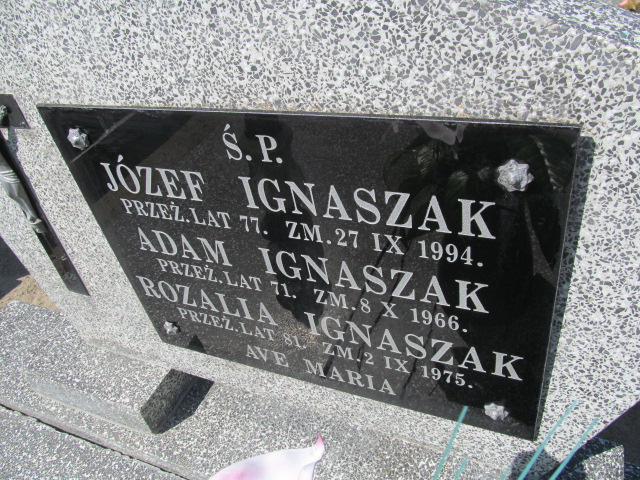 Ś.P.
JÓZEF IGNASZAK
PRZEŻ.LAT 77. ZM.27 IX 1994.
ADAM IGNASZAK
PRZEŻ.LAT 71. ZM.8 X 1966.
ROZALIA IGNASZAK
PRZEŻ.LAT 81. ZM.2 IX 1975.
AVE MARIA